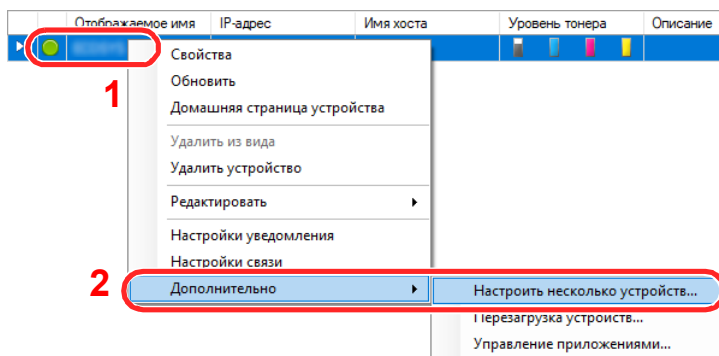 Отображаемое имя IP-адрес Имя хоста Уровень тонера Описание
1
Свойства
Обновить
Домашняя страница устройства
Удалить из вида
Удалить устройство
Редактировать
Настройки уведомления
Настройки связи
2
Дополнительно Настроить несколько устройств...
Перезагрузка устройств...
Управление приложениями...